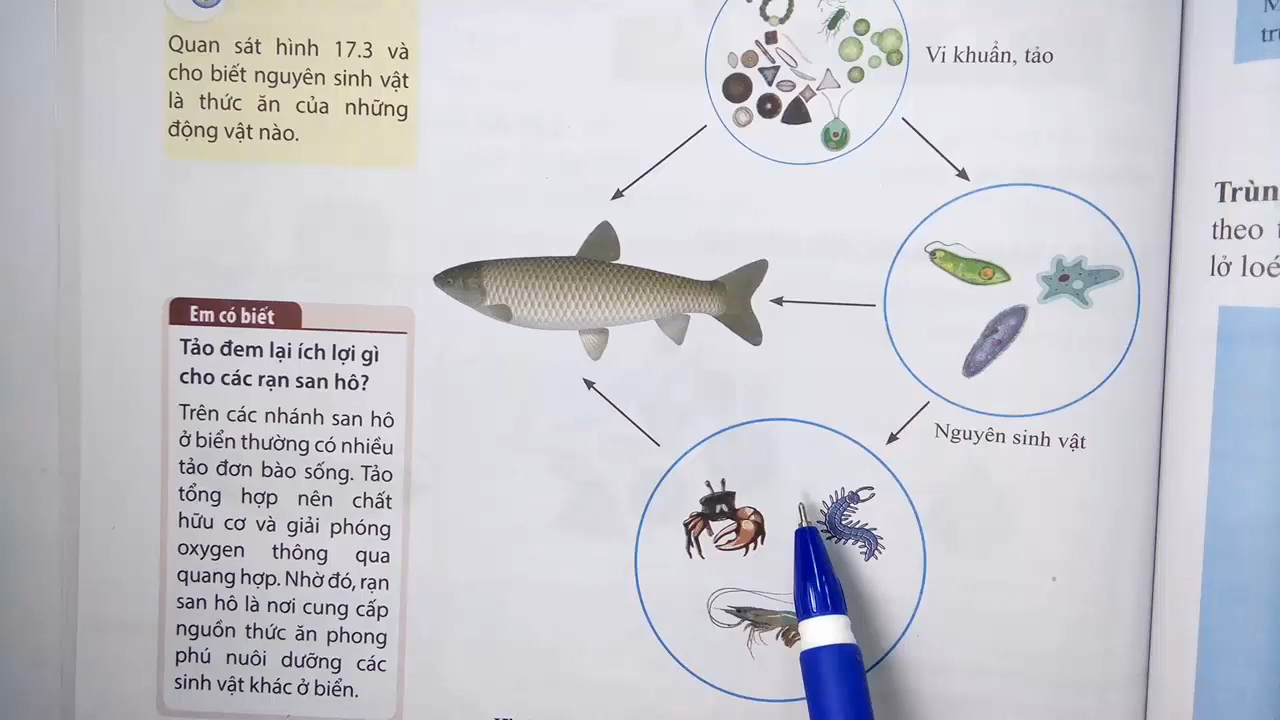 Quan sát hình 17.3 và
cho biết nguyên sinh vật
là thức ăn của những
động vật nào.
Vi khuẩn, tảo
Nguyên sinh vật
Em có biết
Tảo đem lại ích lợi gì
cho các rạn san hô?
Trên các nhánh san hô
ở biển thường có nhiều
tảo đơn bào sống. Tảo
tổng hợp nên chất
hữu cơ và giải phóng
oxygen thông qua
quang hợp. Nhờ đó, rạn
san hô là nơi cung cấp
nguồn thức ăn phong
phú nuôi dưỡng các
sinh vật khác ở biển.
theo
lở